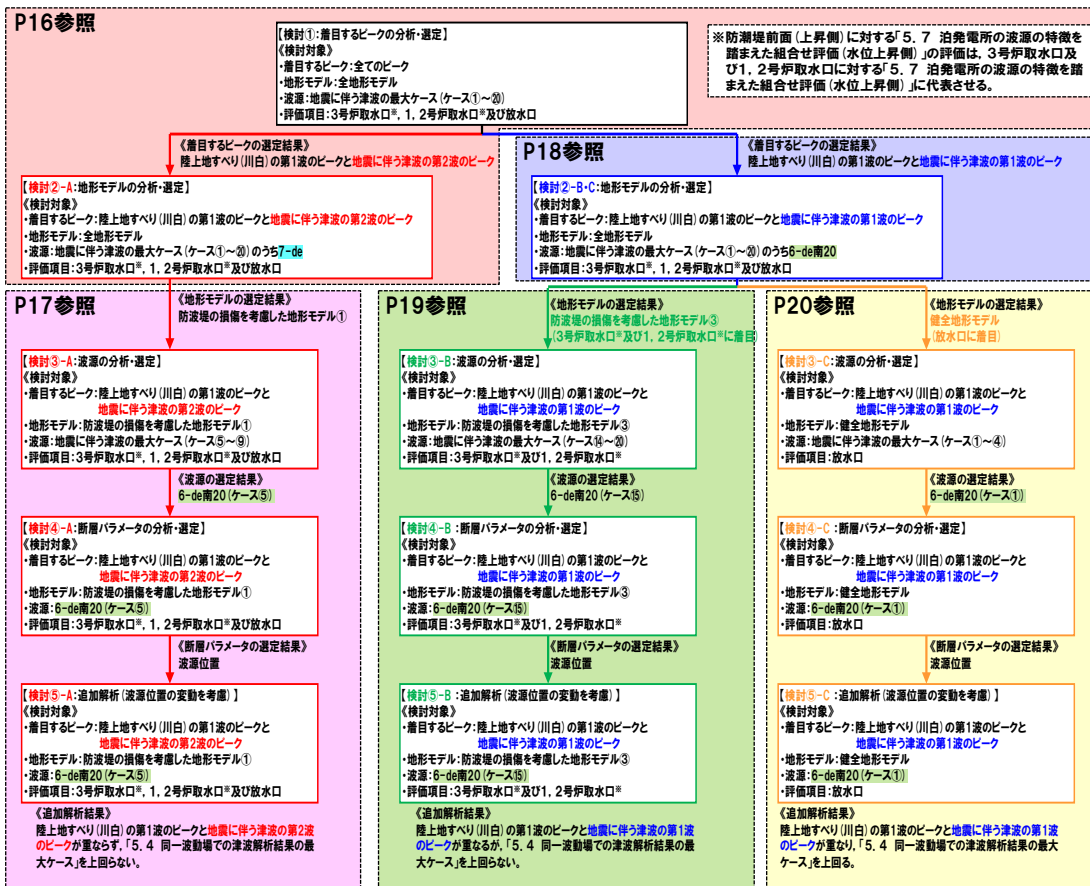 P16参照
【検討①:着目するピークの分析・選定】
《検討対象》
・着目するピーク:全てのピーク
・地形モデル:全地形モデル
・波源:地震に伴う津波の最大ケース(ケース①～⑳)
・評価項目:3号炉取水口※, 1, 2号炉取水口※及び放水口
※防潮堤前面(上昇側)に対する「5.7 泊発電所の波源の特徴を
踏まえた組合せ評価(水位上昇側)」の評価は, 3号炉取水口及
び1, 2号炉取水口に対する「5.7 泊発電所の波源の特徴を踏
まえた組合せ評価(水位上昇側)」に代表させる。
《着目するピークの選定結果》
陸上地すべり(川白)の第1波のピークと地震に伴う津波の第2波のピーク
【検討②-A:地形モデルの分析・選定】
《検討対象》
・着目するピーク:陸上地すべり(川白)の第1波のピークと地震に伴う津波の第2波のピーク
・地形モデル:全地形モデル
・波源:地震に伴う津波の最大ケース(ケース①～⑳)のうち7-de
・評価項目:3号炉取水口※, 1, 2号炉取水口※及び放水口
P18参照
《着目するピークの選定結果》
陸上地すべり(川白)の第1波のピークと地震に伴う津波の第1波のピーク
【検討②-B・C:地形モデルの分析・選定】
《検討対象》
・着目するピーク:陸上地すべり(川白)の第1波のピークと地震に伴う津波の第1波のピーク
・地形モデル:全地形モデル
・波源:地震に伴う津波の最大ケース(ケース①～⑳)のうち6-de南20
・評価項目:3号炉取水口※, 1, 2号炉取水口※及び放水口
P17参照
《地形モデルの選定結果》
防波堤の損傷を考慮した地形モデル①
【検討③-A:波源の分析・選定】
《検討対象》
・着目するピーク:陸上地すべり(川白)の第1波のピークと
地震に伴う津波の第2波のピーク
・地形モデル:防波堤の損傷を考慮した地形モデル①
・波源:地震に伴う津波の最大ケース(ケース⑤～⑨)
・評価項目:3号炉取水口※, 1, 2号炉取水口※及び放水口
《波源の選定結果》
6-de南20(ケース⑤)
【検討④-A:断層パラメータの分析・選定】
《検討対象》
・着目するピーク:陸上地すべり(川白)の第1波のピークと
地震に伴う津波の第2波のピーク
・地形モデル:防波堤の損傷を考慮した地形モデル①
・波源:6-de南20(ケース⑤)
・評価項目:3号炉取水口※, 1, 2号炉取水口※及び放水口
《断層パラメータの選定結果》
波源位置
【検討⑤-A:追加解析(波源位置の変動を考慮)】
《検討対象》
・着目するピーク:陸上地すべり(川白)の第1波のピークと
地震に伴う津波の第2波のピーク
・地形モデル:防波堤の損傷を考慮した地形モデル①
・波源:6-de南20(ケース⑤)
・評価項目:3号炉取水口※, 1, 2号炉取水口※及び放水口
《追加解析結果》
陸上地すべり(川白)の第1波のピークと地震に伴う津波の第2波
のピークが重ならず,「5.4 同一波動場での津波解析結果の最
大ケース」を上回らない。
P19参照
《地形モデルの選定結果》
防波堤の損傷を考慮した地形モデル③
(3号炉取水口※及び1, 2号炉取水口※に着目)
【検討③-B:波源の分析・選定】
《検討対象》
・着目するピーク:陸上地すべり(川白)の第1波のピークと
地震に伴う津波の第1波のピーク
・地形モデル:防波堤の損傷を考慮した地形モデル③
・波源:地震に伴う津波の最大ケース(ケース⑭～⑳)
・評価項目:3号炉取水口※及び1, 2号炉取水口※
《波源の選定結果》
6-de南20(ケース⑮)
【検討④-B:断層パラメータの分析・選定】
《検討対象》
・着目するピーク:陸上地すべり(川白)の第1波のピークと
地震に伴う津波の第1波のピーク
・地形モデル:防波堤の損傷を考慮した地形モデル③
・波源:6-de南20(ケース⑮)
・評価項目:3号炉取水口※及び1, 2号炉取水口※
《断層パラメータの選定結果》
波源位置
【検討⑤-B:追加解析(波源位置の変動を考慮)】
《検討対象》
・着目するピーク:陸上地すべり(川白)の第1波のピークと
地震に伴う津波の第1波のピーク
・地形モデル:防波堤の損傷を考慮した地形モデル③
・波源:6-de南20(ケース⑮)
・評価項目:3号炉取水口※及び1, 2号炉取水口※
《追加解析結果》
陸上地すべり(川白)の第1波のピークと地震に伴う津波の第1波
のピークが重なるが,「5.4 同一波動場での津波解析結果の最
大ケース」を上回らない。
P20参照
《地形モデルの選定結果》
健全地形モデル
(放水口に着目)
【検討③-C:波源の分析・選定】
《検討対象》
・着目するピーク:陸上地すべり(川白)の第1波のピークと
地震に伴う津波の第1波のピーク
・地形モデル:健全地形モデル
・波源:地震に伴う津波の最大ケース(ケース①～④)
・評価項目:放水口
《波源の選定結果》
6-de南20(ケース①)
【検討④-C:断層パラメータの分析・選定】
《検討対象》
・着目するピーク:陸上地すべり(川白)の第1波のピークと
地震に伴う津波の第1波のピーク
・地形モデル:健全地形モデル
・波源:6-de南20(ケース①)
・評価項目:放水口
《断層パラメータの選定結果》
波源位置
【検討⑤-C:追加解析(波源位置の変動を考慮)】
《検討対象》
・着目するピーク:陸上地すべり(川白)の第1波のピークと
地震に伴う津波の第1波のピーク
・地形モデル:健全地形モデル
・波源:6-de南20(ケース①)
・評価項目:放水口
《追加解析結果》
陸上地すべり(川白)の第1波のピークと地震に伴う津波の第1波
のピークが重なり,「5.4 同一波動場での津波解析結果の最大
ケース」を上回る。